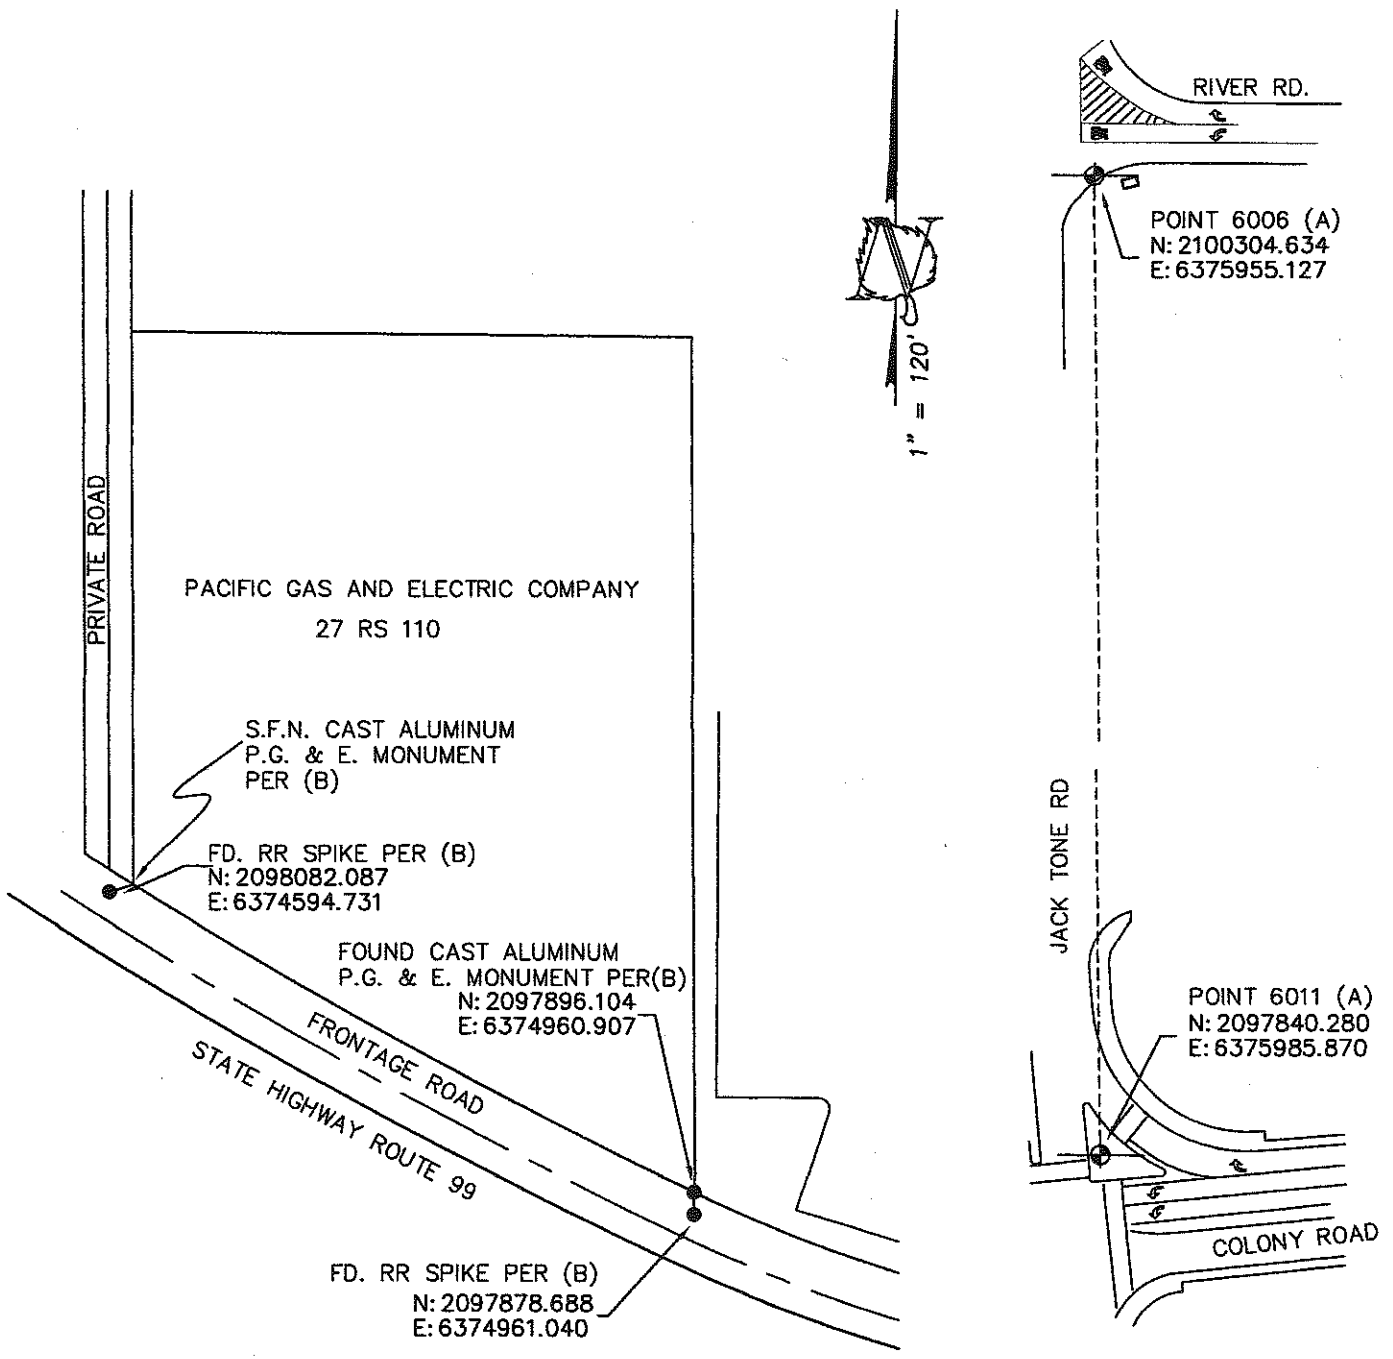 RIVER RD.
POINT 6006 (A)
N: 2100304.634
E: 6375955.127
1" = 120'
PRIVATE ROAD
PACIFIC GAS AND ELECTRIC COMPANY
27 RS 110
S.F.N. CAST ALUMINUM
P.G. & E. MONUMENT
PER (B)
FD. RR SPIKE PER (B)
N: 2098082.087
E: 6374594.731
FOUND CAST ALUMINUM
P.G. & E. MONUMENT PER(B)
N: 2097896.104
E: 6374960.907
FRONTAGE ROAD
STATE HIGHWAY ROUTE 99
FD. RR SPIKE PER (B)
N: 2097878.688
E: 6374961.040
JACK TONE RD
POINT 6011 (A)
N: 2097840.280
E: 6375985.870
COLONY ROAD